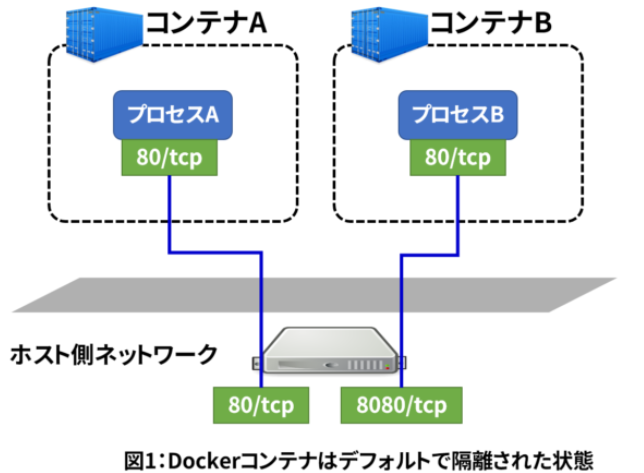 コンテナA
コンテナB
プロセスA
プロセスB
80/tcp
80/tcp
ホスト側ネットワーク
80/tcp
8080/tcp
図1:Dockerコンテナはデフォルトで隔離された状態